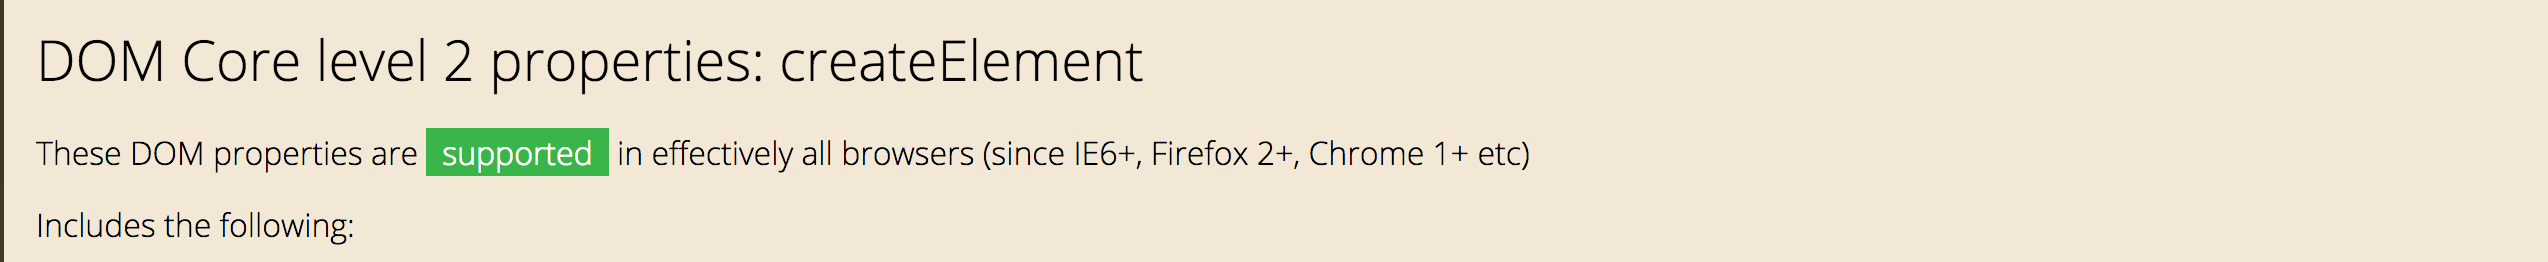 DOM Core level 2 properties: createElement
These DOM properties are supported in effectively all browsers (since IE6+, Firefox 2+, Chrome 1+ etc)
Includes the following: